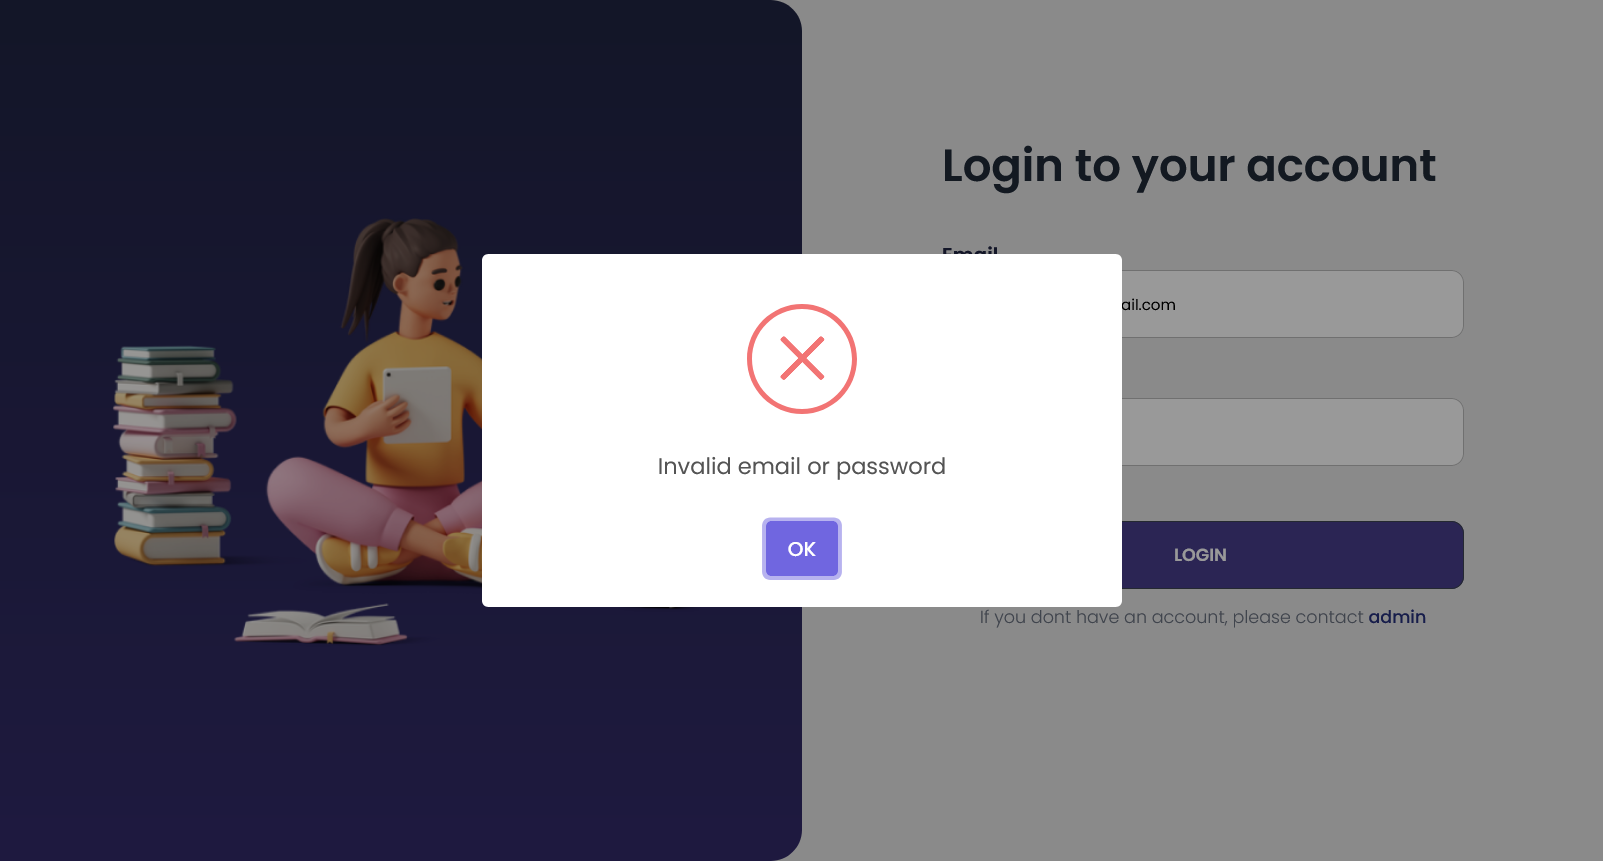 Login to your account
Email
ail.com
Invalid email or password
OK
LOGIN
If you dont have an account, please contact admin